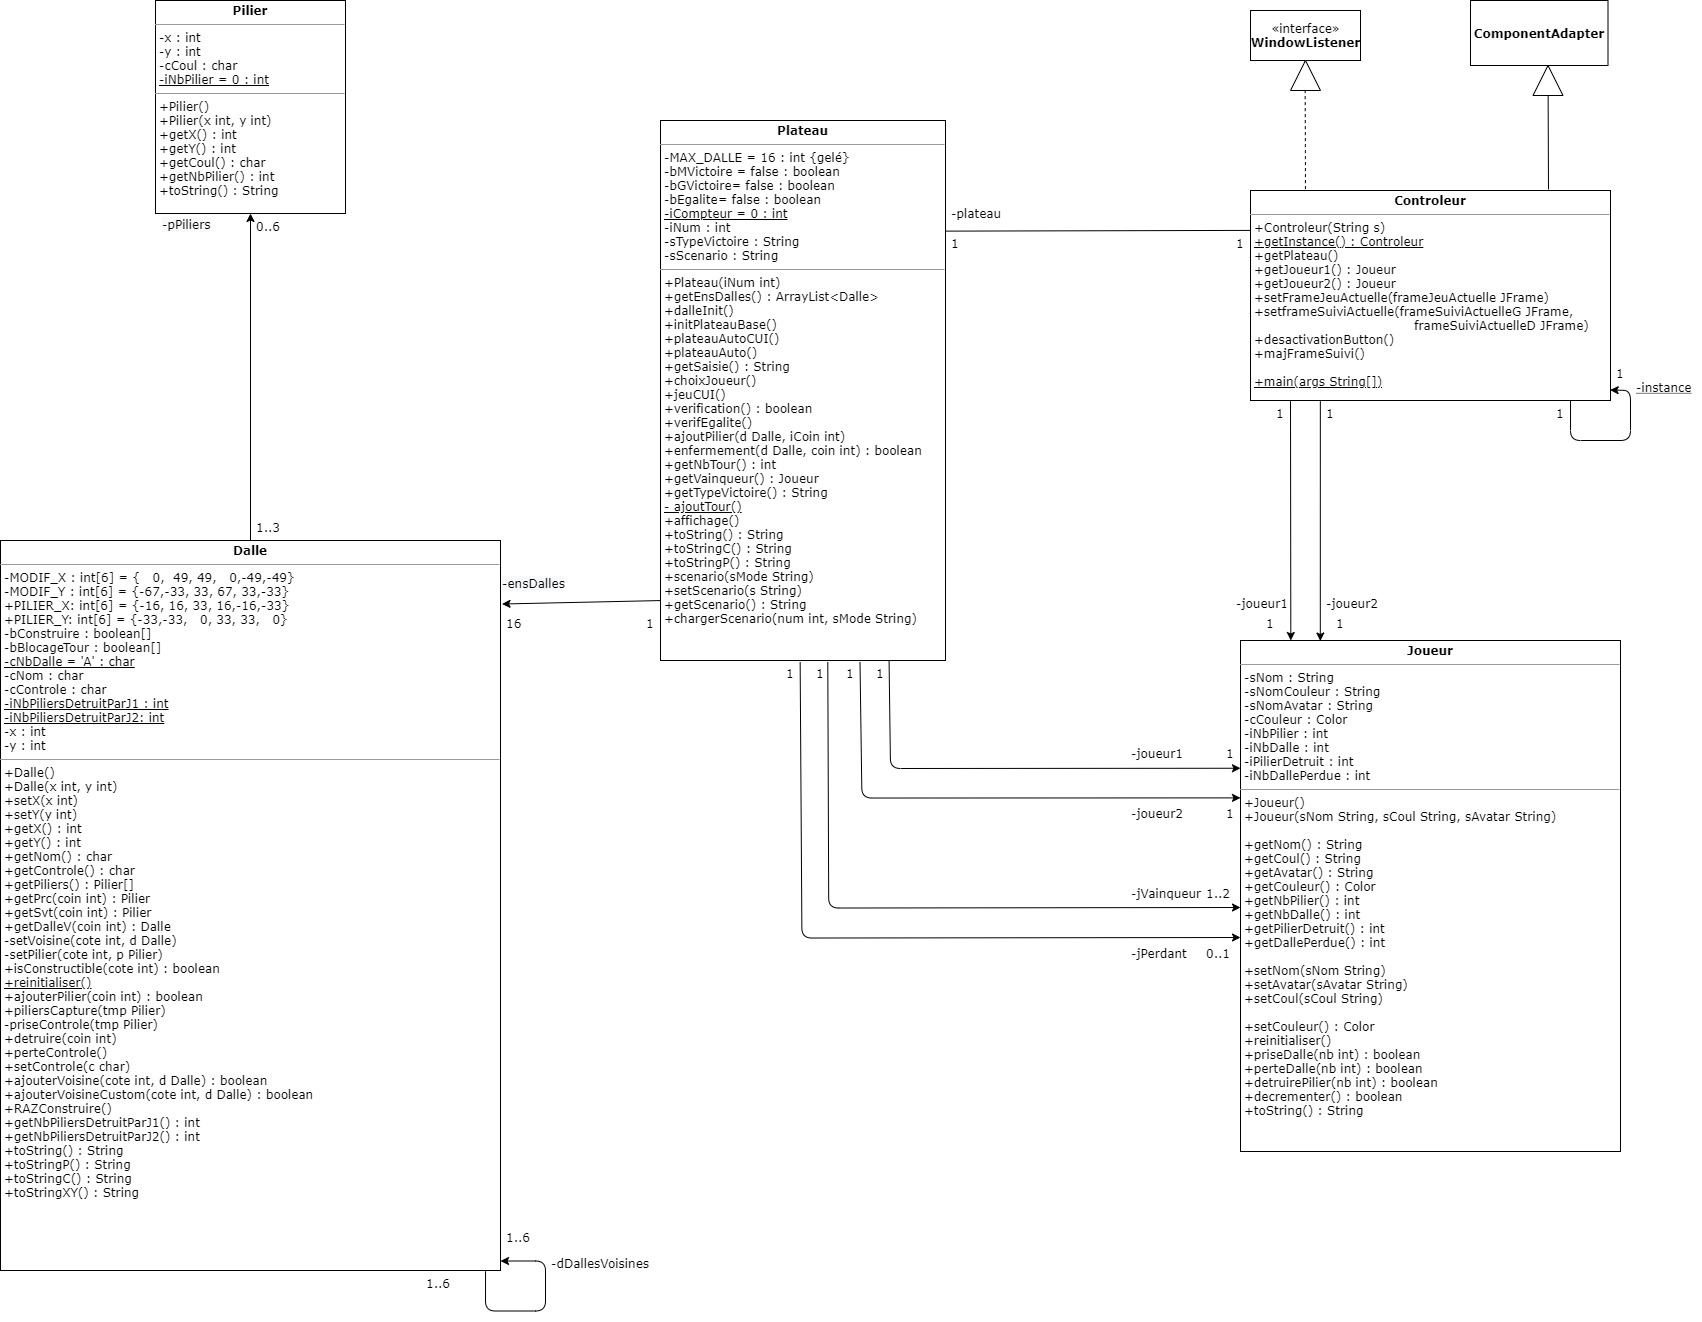 Pilier
-x : int
-y : int
-cCoul : char
-iNbPilier = 0 : int
+Pilier()
+Pilier(x int, y int)
+getX() : int
+getY() : int
+getCoul() : char
+getNbPilier() : int
+toString() : String
-pPiliers
0..6
1..3
Dalle
-MODIF_X : int[6] = {   0,  49, 49,   0,-49,-49}
-MODIF_Y : int[6] = {-67,-33, 33, 67, 33,-33}
+PILIER_X: int[6] = {-16, 16, 33, 16,-16,-33}
+PILIER_Y: int[6] = {-33,-33,   0, 33, 33,   0}
-bConstruire : boolean[]
-bBlocageTour : boolean[]
-cNbDalle = 'A' : char
-cNom : char
-cControle : char
-iNbPiliersDetruitParJ1 : int
-iNbPiliersDetruitParJ2: int
-x : int
-y : int
+Dalle()
+Dalle(x int, y int)
+setX(x int)
+setY(y int)
+getX() : int
+getY() : int
+getNom() : char
+getControle() : char
+getPiliers() : Pilier[]
+getPrc(coin int) : Pilier
+getSvt(coin int) : Pilier
+getDalleV(coin int) : Dalle
-setVoisine(cote int, d Dalle)
-setPilier(cote int, p Pilier)
+isConstructible(cote int) : boolean
+reinitialiser()
+ajouterPilier(coin int) : boolean
+piliersCapture(tmp Pilier)
-priseControle(tmp Pilier)
+detruire(coin int)
+perteControle()
+setControle(c char)
+ajouterVoisine(cote int, d Dalle) : boolean
+ajouterVoisineCustom(cote int, d Dalle) : boolean
+RAZConstruire()
+getNbPiliersDetruitParJ1() : int
+getNbPiliersDetruitParJ2() : int
+toString() : String
+toStringP() : String
+toStringC() : String
+toStringXY() : String
1..6
-dDallesVoisines
1..6
-ensDalles
16
1
Plateau
-MAX_DALLE = 16 : int {gelé}
-bMVictoire = false : boolean
-bGVictoire= false : boolean
-bEgalite= false : boolean
-iCompteur = 0 : int
-iNum : int
-sTypeVictoire : String
-sScenario : String
+Plateau(iNum int)
+getEnsDalles() : ArrayList<Dalle>
+dalleInit()
+initPlateauBase()
+plateauAutoCUI()
+plateauAuto()
+getSaisie() : String
+choixJoueur()
+jeuCUI()
+verification() : boolean
+verifEgalite()
+ajoutPilier(d Dalle, iCoin int)
+enfermement(d Dalle, coin int) : boolean
+getNbTour() : int
+getVainqueur() : Joueur
+getTypeVictoire() : String
- ajoutTour()
+affichage()
+toString() : String
+toStringC() : String
+toStringP() : String
+scenario(sMode String)
+setScenario(s String)
+getScenario() : String
+chargerScenario(num int, sMode String)
1
1
1
1
-plateau
1
1
«interface»
WindowListener
ComponentAdapter
Controleur
+Controleur(String s)
+getInstance() : Controleur
+getPlateau()
+getJoueur1() : Joueur
+getJoueur2() : Joueur
+setFrameJeuActuelle(frameJeuActuelle JFrame)
+setframeSuiviActuelle(frameSuiviActuelleG JFrame,
frameSuiviActuelleD JFrame)
+desactivationButton()
+majFrameSuivi()
+main(args String[])
1
-instance
1
1
1
-joueur1
-joueur2
1
1
Joueur
-sNom : String
-sNomCouleur : String
-sNomAvatar : String
-cCouleur : Color
-iNbPilier : int
-iNbDalle : int
-iPilierDetruit : int
-iNbDallePerdue : int
+Joueur()
+Joueur(sNom String, sCoul String, sAvatar String)
+getNom() : String
+getCoul() : String
+getAvatar() : String
+getCouleur() : Color
+getNbPilier() : int
+getNbDalle() : int
+getPilierDetruit() : int
+getDallePerdue() : int
+setNom(sNom String)
+setAvatar(sAvatar String)
+setCoul(sCoul String)
+setCouleur() : Color
+reinitialiser()
+priseDalle(nb int) : boolean
+perteDalle(nb int) : boolean
+detruirePilier(nb int) : boolean
+decrementer() : boolean
+toString() : String
-joueur1
1
-joueur2
1
-jVainqueur 1..2
-jPerdant 0..1